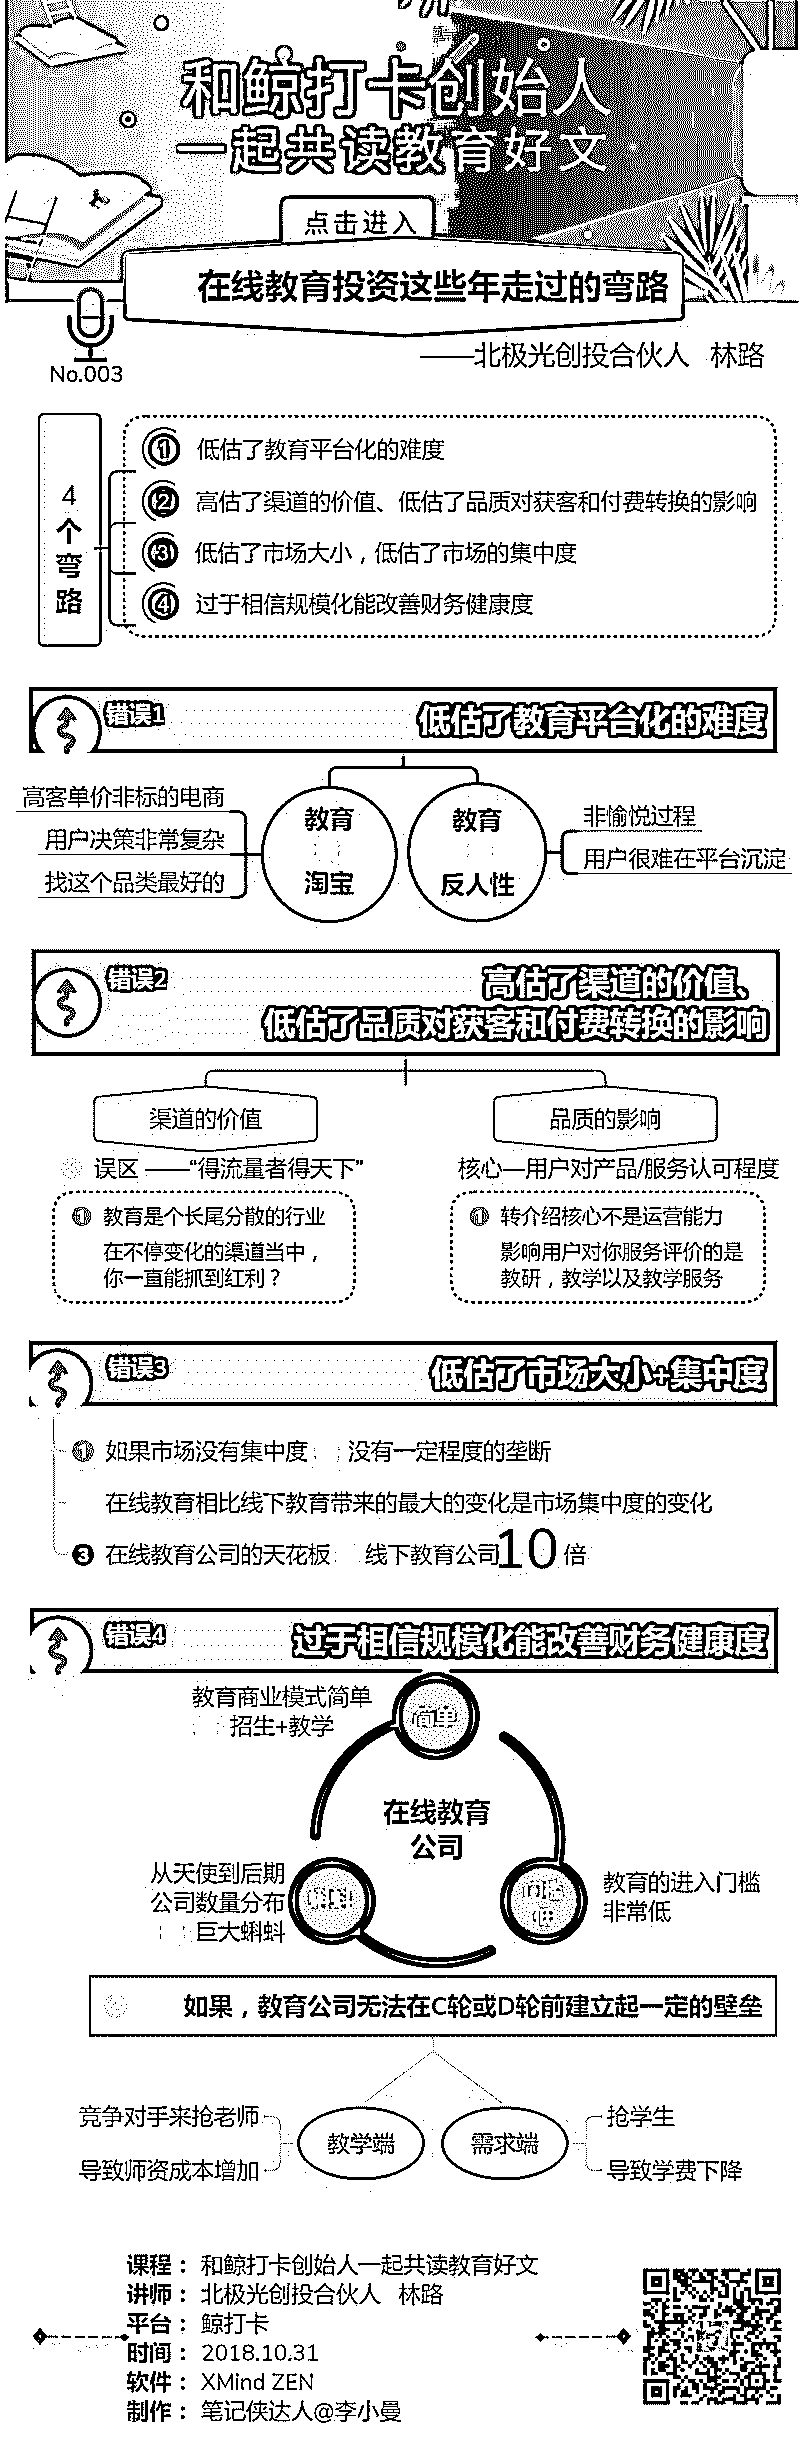 和鲸打卡创始人
一起共读教育好文
点击进入
在线教育投资这些年走过的弯路
No.003
——北极光创投合伙人 林路
4个弯路
① 低估了教育平台化的难度
② 高估了渠道的价值、低估了品质对获客和付费转换的影响
③ 低估了市场大小，低估了市场的集中度
④ 过于相信规模化能改善财务健康度
错误1
低估了教育平台化的难度
高客单价非标的电商
用户决策非常复杂
找这个品类最好的
教育
淘宝
教育
反人性
非愉悦过程
用户很难在平台沉淀
错误2
高估了渠道的价值、
低估了品质对获客和付费转换的影响
渠道的价值
误区 ——“得流量者得天下”
① 教育是个长尾分散的行业
在不停变化的渠道当中，
你一直能抓到红利？
品质的影响
核心—用户对产品/服务认可程度
① 转介绍核心不是运营能力
影响用户对你服务评价的是
教研，教学以及教学服务
错误3
低估了市场大小+集中度
① 如果市场没有集中度 没有一定程度的垄断
在线教育相比线下教育带来的最大的变化是市场集中度的变化
③ 在线教育公司的天花板 线下教育公司10 倍
错误4
过于相信规模化能改善财务健康度
教育商业模式简单
招生+教学
简单
在线教育
公司
从天使到后期
公司数量分布
巨大蝌蚪
教育的进入门槛
非常低
如果，教育公司无法在C轮或D轮前建立起一定的壁垒
竞争对手来抢老师
导致师资成本增加
教学端
需求端
抢学生
导致学费下降
课程： 和鲸打卡创始人一起共读教育好文
讲师： 北极光创投合伙人 林路
平台： 鲸打卡
时间： 2018.10.31
软件： XMind ZEN
制作： 笔记侠达人@李小曼